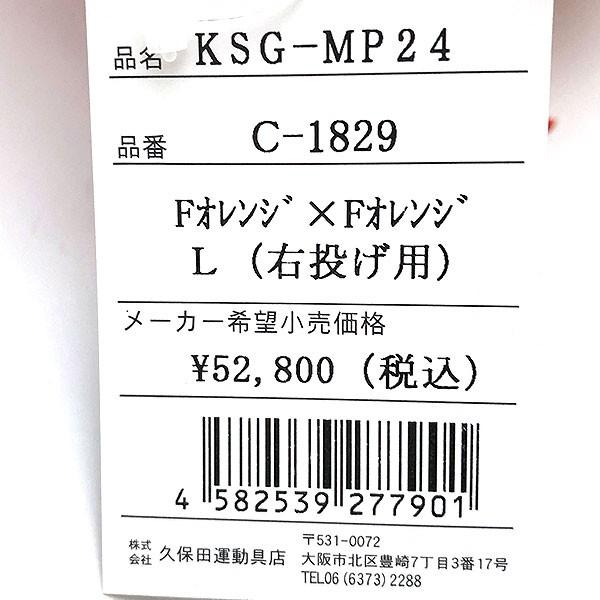 品名 KSG-MP24
品番 C-1829
Fｵﾚﾝｼﾞ×Fｵﾚﾝｼﾞ
L（右投げ用）
メーカー希望小売価格
¥52,800（税込）
4 582539 277901
株式会社 久保田運動具店
〒531-0072
大阪市北区豊崎7丁目3番17号
TEL06(6373)2288